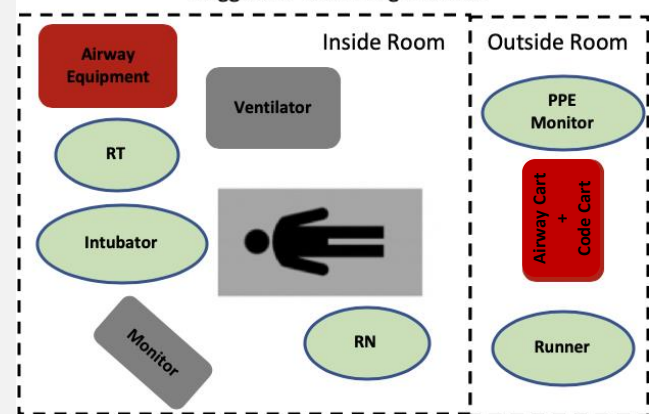 Inside Room
Outside Room
Airway
Equipment
Ventilator
PPE
Monitor
RT
Airway Cart
+
Code Cart
Intubator
Monitor
RN
Runner